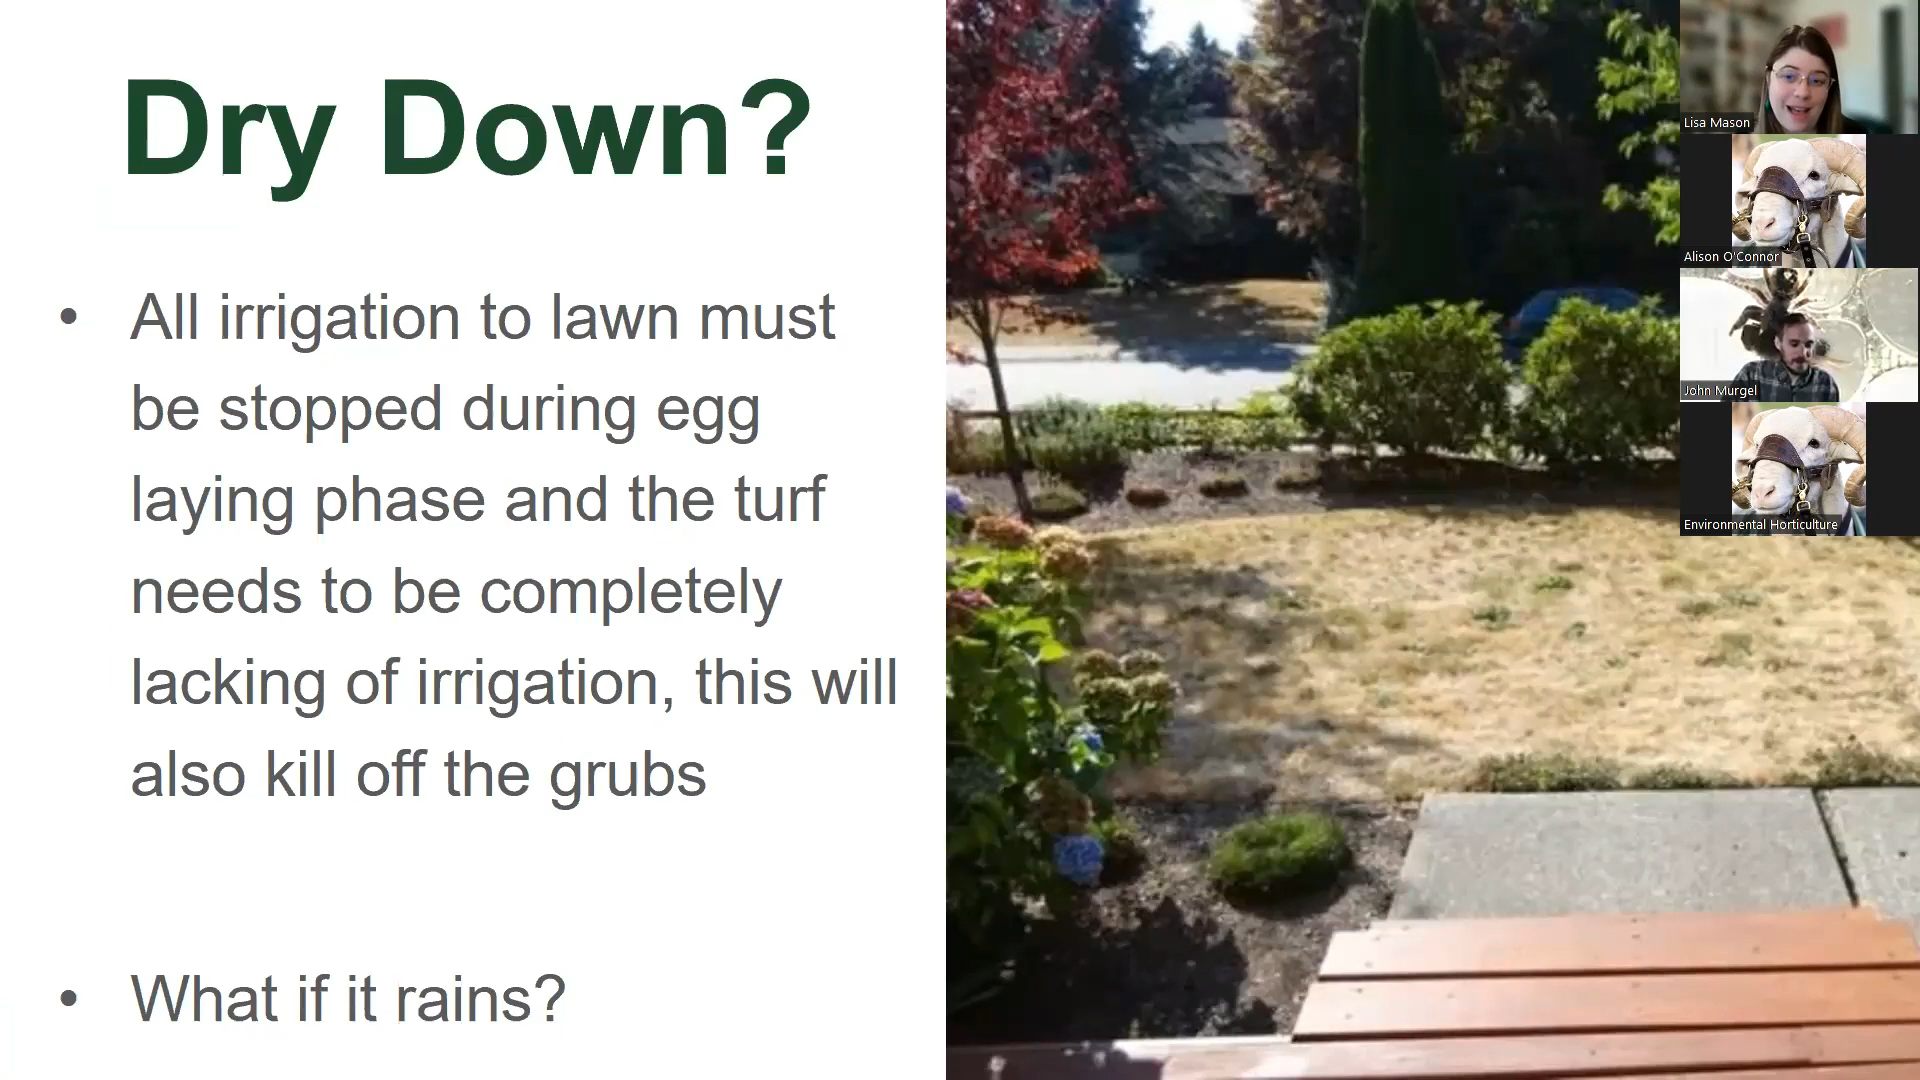 Dry Down?
• All irrigation to lawn must
be stopped during egg
laying phase and the turf
needs to be completely
lacking of irrigation, this will
also kill off the grubs
• What if it rains?
Lisa Mason
Alison O'Connor
John Murgel
Environmental Horticulture